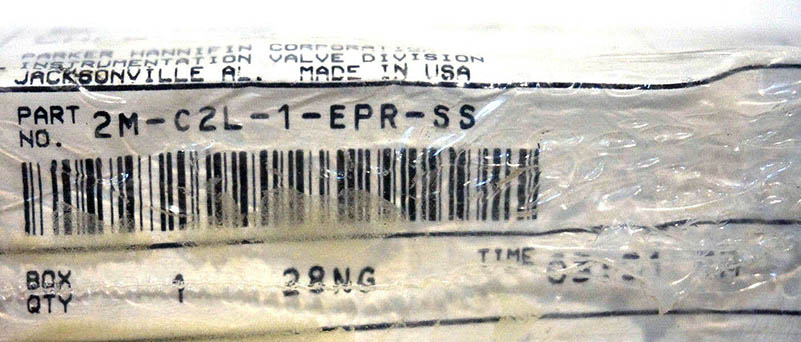 PARKER HANNIFIN CORPORATION
INSTRUMENTATION VALVE DIVISION
JACKSONVILLE AL. MADE IN USA
PART NO. 2M-C2L-1-EPR-SS
BOX QTY 1 28NG TIME